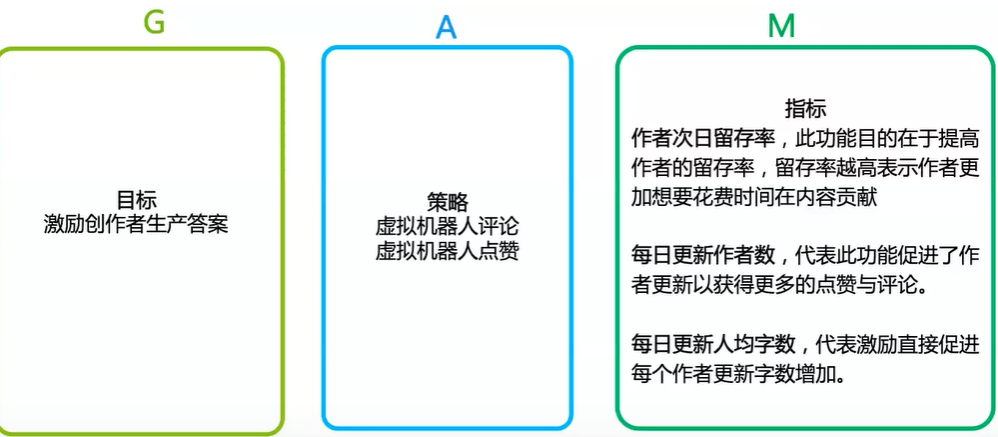 G
A
M
目标
激励创作者生产答案
策略
虚拟机器人评论
虚拟机器人点赞
指标
作者次日留存率，此功能目的在于提高
作者的留存率，留存率越高表示作者更
加想要花费时间在内容贡献
每日更新作者数，代表此功能促进了作
者更新以获得更多的点赞与评论。
每日更新人均字数，代表激励直接促进
每个作者更新字数增加。